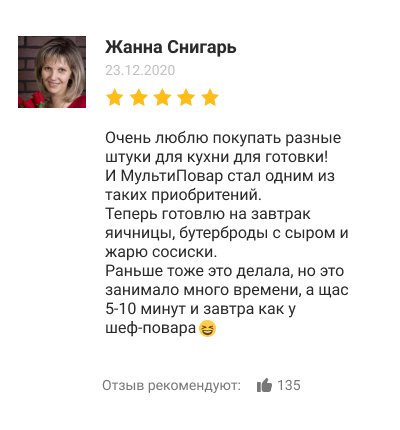 Жанна Снигарь
23.12.2020
Очень люблю покупать разные
штуки для кухни для готовки!
И МультиПовар стал одним из
таких приобритений.
Теперь готовлю на завтрак
яичницы, бутерброды с сыром и
жарю сосиски.
Раньше тоже это делала, но это
занимало много времени, а щас
5-10 минут и завтра как у
шеф-повара😆
Отзыв рекомендуют: 135